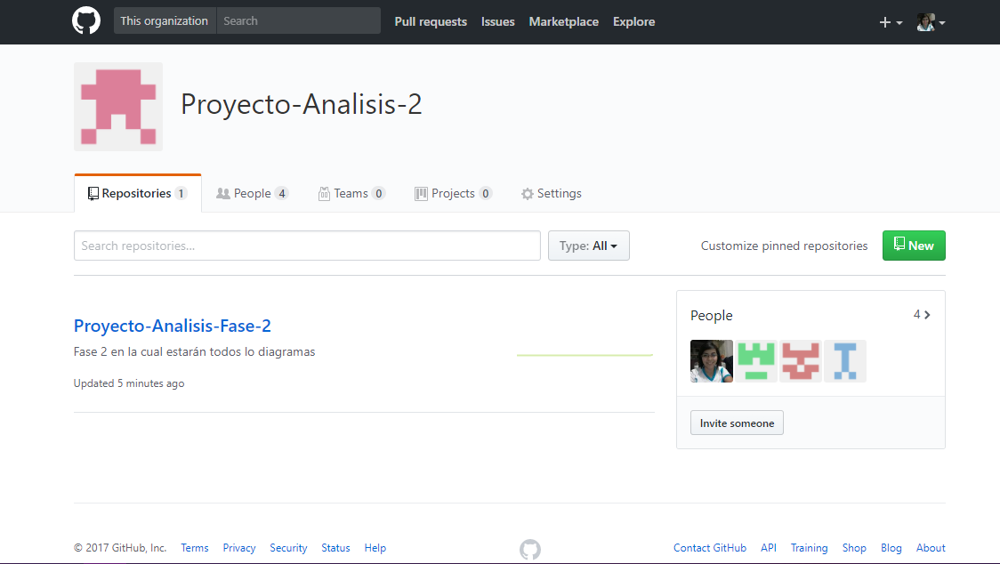 This organization Search Pull requests Issues Marketplace Explore
Proyecto-Analisis-2
Repositories 1 People 4 Teams 0 Projects 0 Settings
Search repositories... Type: All Customize pinned repositories New
People 4
Proyecto-Analisis-Fase-2
Fase 2 en la cual estarán todos lo diagramas
Updated 5 minutes ago
Invite someone
© 2017 GitHub, Inc. Terms Privacy Security Status Help Contact GitHub API Training Shop Blog About